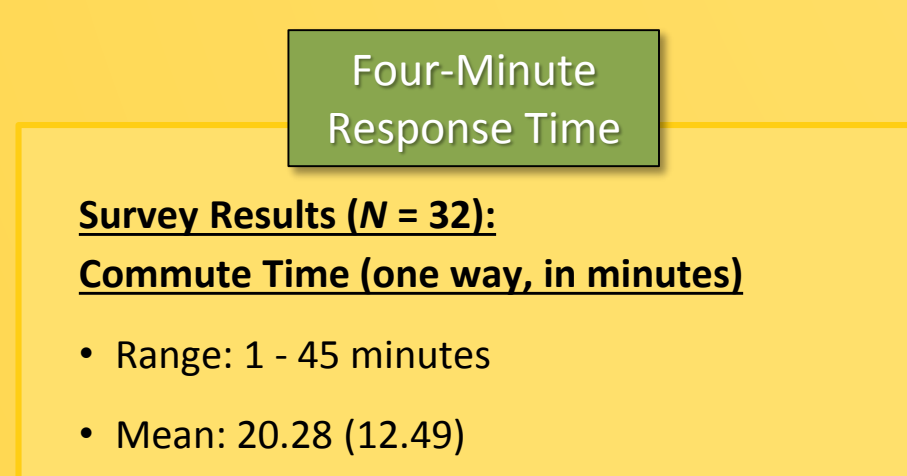 Four-Minute
Response Time
Survey Results (N = 32):
Commute Time (one way, in minutes)
• Range: 1 - 45 minutes
• Mean: 20.28 (12.49)